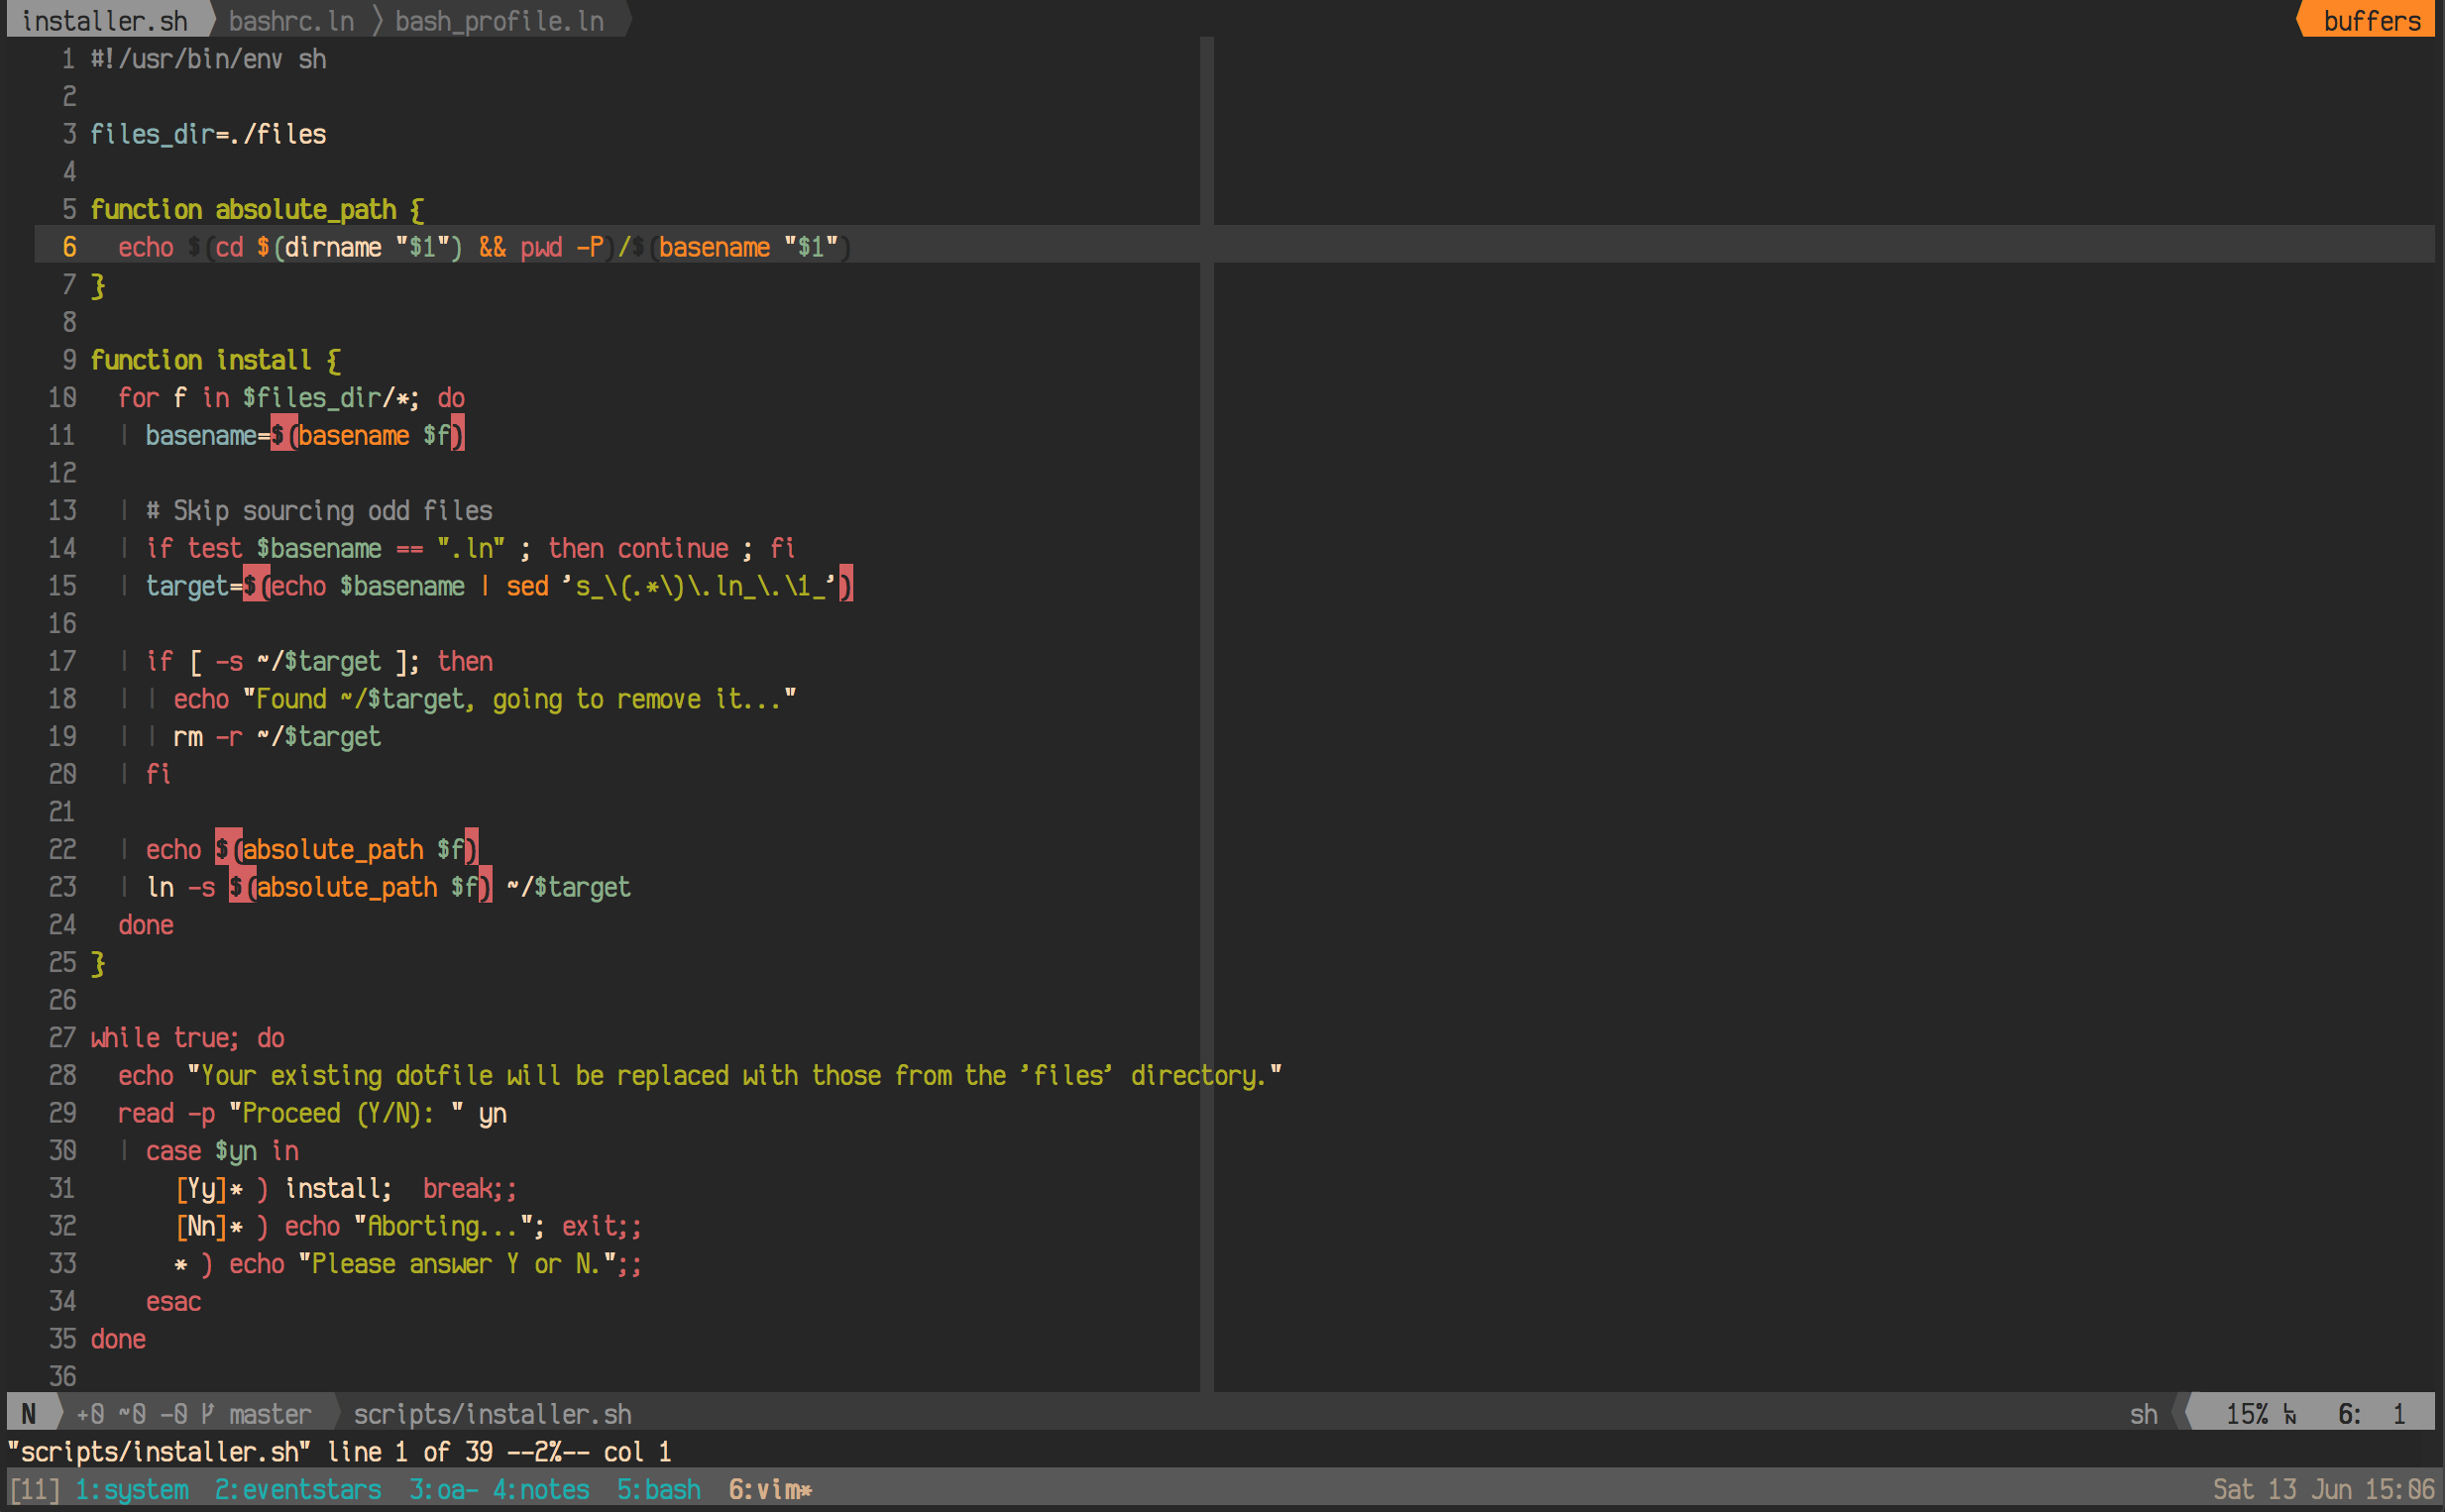 installer.sh bashrc.ln bash_profile.ln buffers
1 #!/usr/bin/env sh
2
3 files_dir=./files
4
5 function absolute_path {
6   echo $(cd $(dirname "$1") && pwd -P)/$(basename "$1")
7 }
8
9 function install {
10   for f in $files_dir/*; do
11     basename=$(basename $f)
12
13     # Skip sourcing odd files
14     if test $basename == ".ln" ; then continue ; fi
15     target=$(echo $basename | sed 's_\(.*\)\.ln_\.\1_')
16
17     if [ -s ~/$target ]; then
18       echo "Found ~/$target, going to remove it..."
19       rm -r ~/$target
20     fi
21
22     echo $(absolute_path $f)
23     ln -s $(absolute_path $f) ~/$target
24   done
25 }
26
27 while true; do
28   echo "Your existing dotfile will be replaced with those from the 'files' directory."
29   read -p "Proceed (Y/N): " yn
30     case $yn in
31       [Yy]* ) install;  break;;
32       [Nn]* ) echo "Aborting..."; exit;;
33       * ) echo "Please answer Y or N.";;
34     esac
35 done
36
N +0 ~0 -0 master scripts/installer.sh sh 15% 6: 1
"scripts/installer.sh" line 1 of 39 --2%-- col 1
[11] 1:system  2:eventstars  3:oa- 4:notes  5:bash  6:vim* Sat 13 Jun 15:06